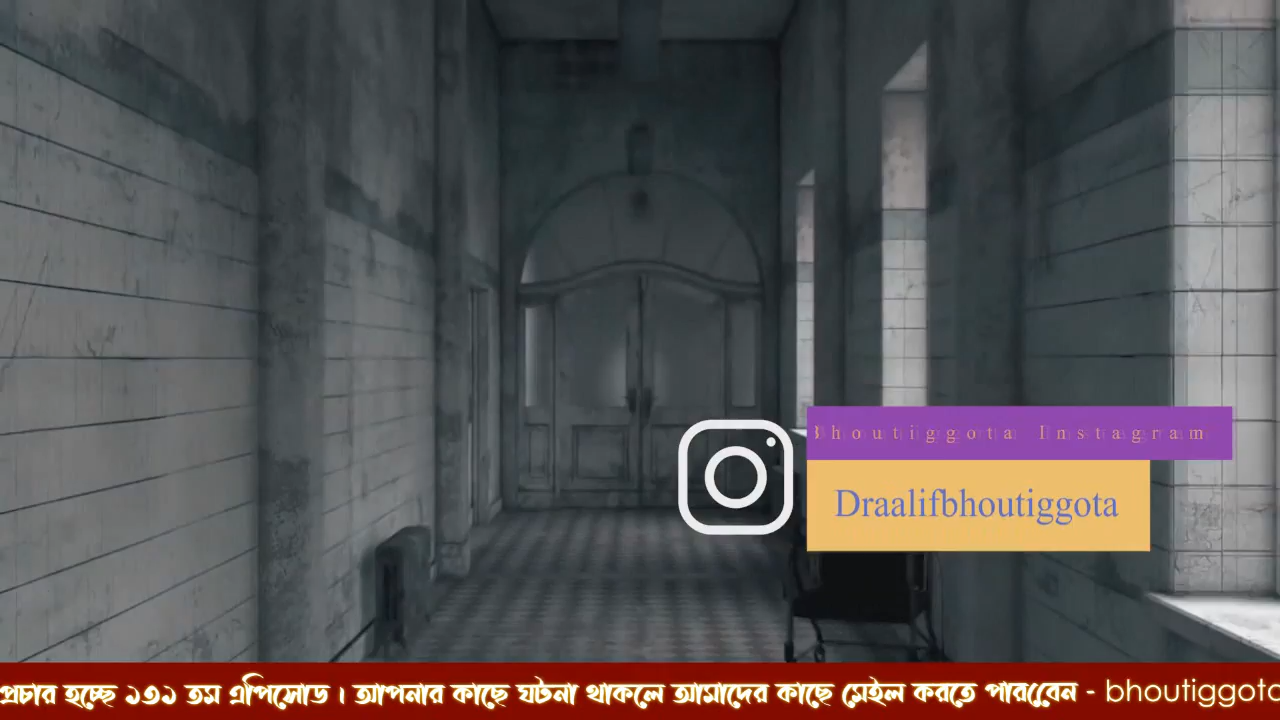 Bhoutiggota Instagram
Draalifbhoutiggota
প্রচার হচ্ছে ১৩১ তম এপিসোড । আপনার কাছে ঘটনা থাকলে আমাদের কাছে মেইল করতে পারবেন - bhoutiggota